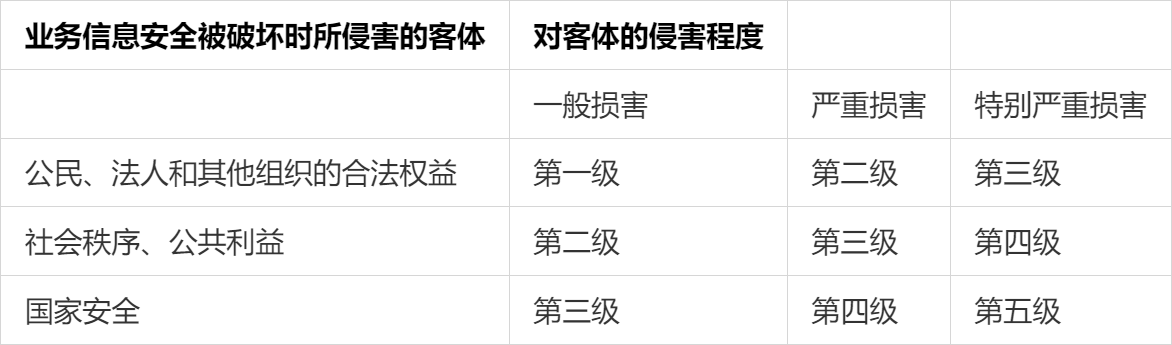 业务信息安全被破坏时所侵害的客体 对客体的侵害程度
一般损害 严重损害 特别严重损害
公民、法人和其他组织的合法权益 第一级 第二级 第三级
社会秩序、公共利益 第二级 第三级 第四级
国家安全 第三级 第四级 第五级